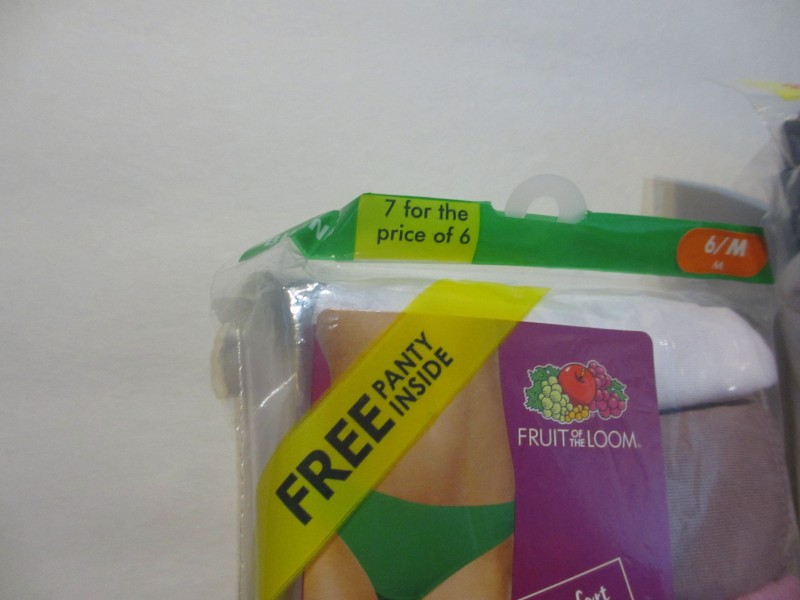 7 for the
price of 6
6/M
M
FREE PANTY
INSIDE
FRUIT OF THE LOOM